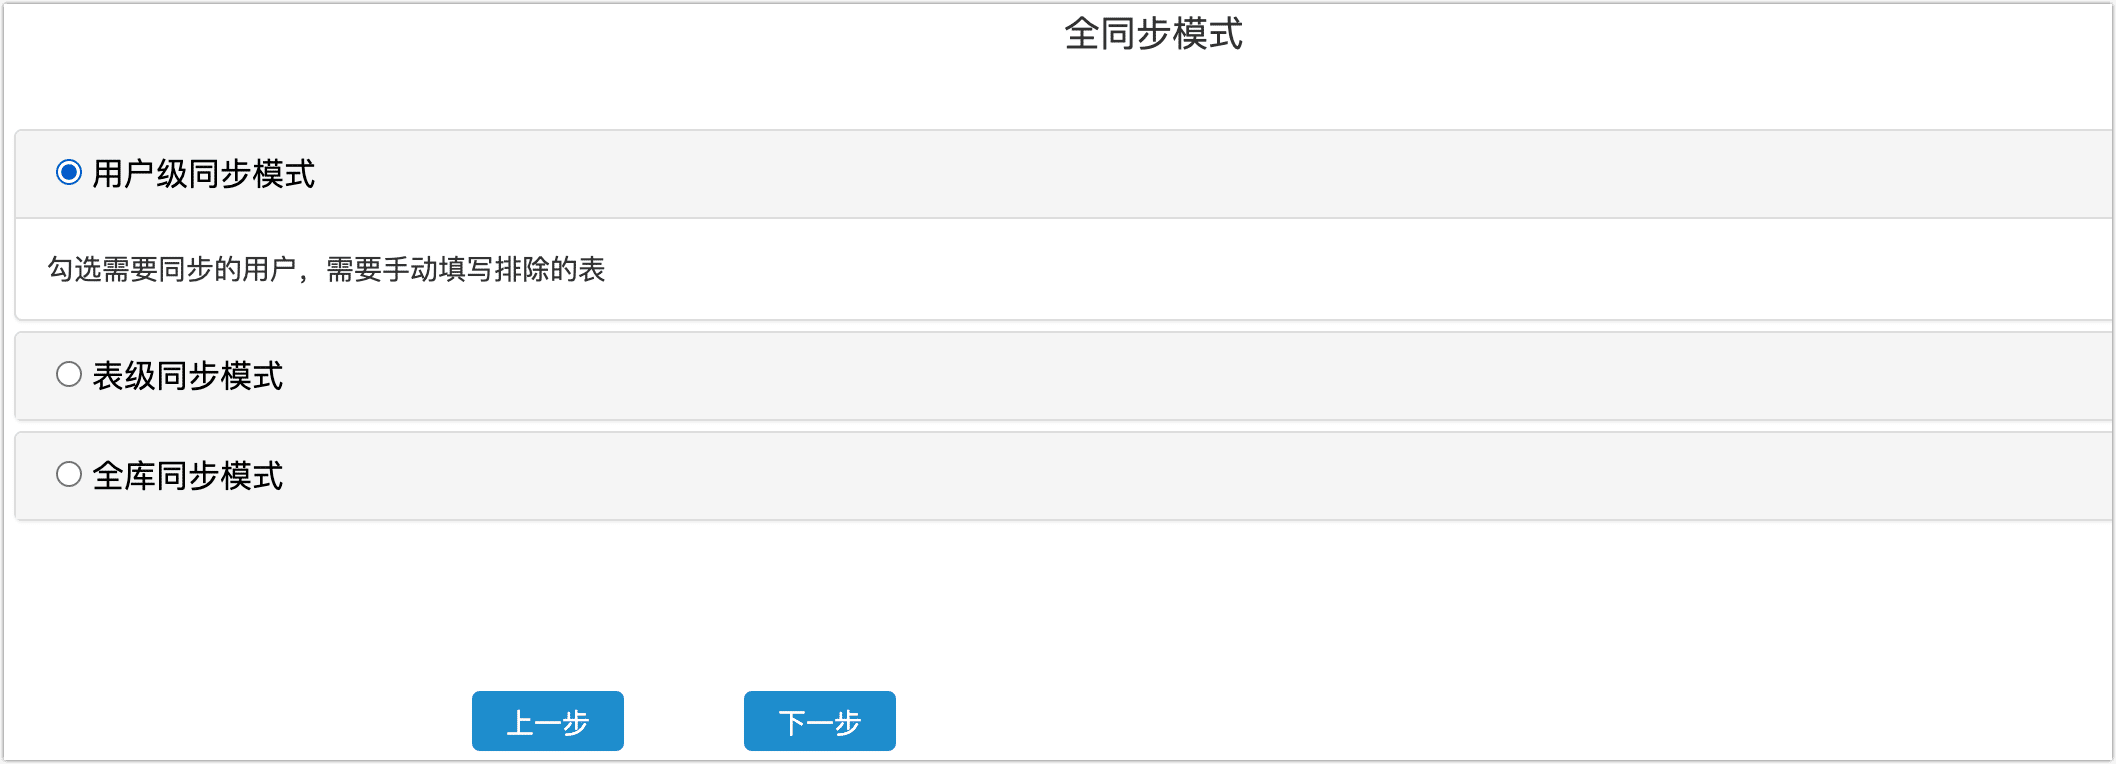 全同步模式
用户级同步模式
勾选需要同步的用户，需要手动填写排除的表
表级同步模式
全库同步模式
上一步
下一步